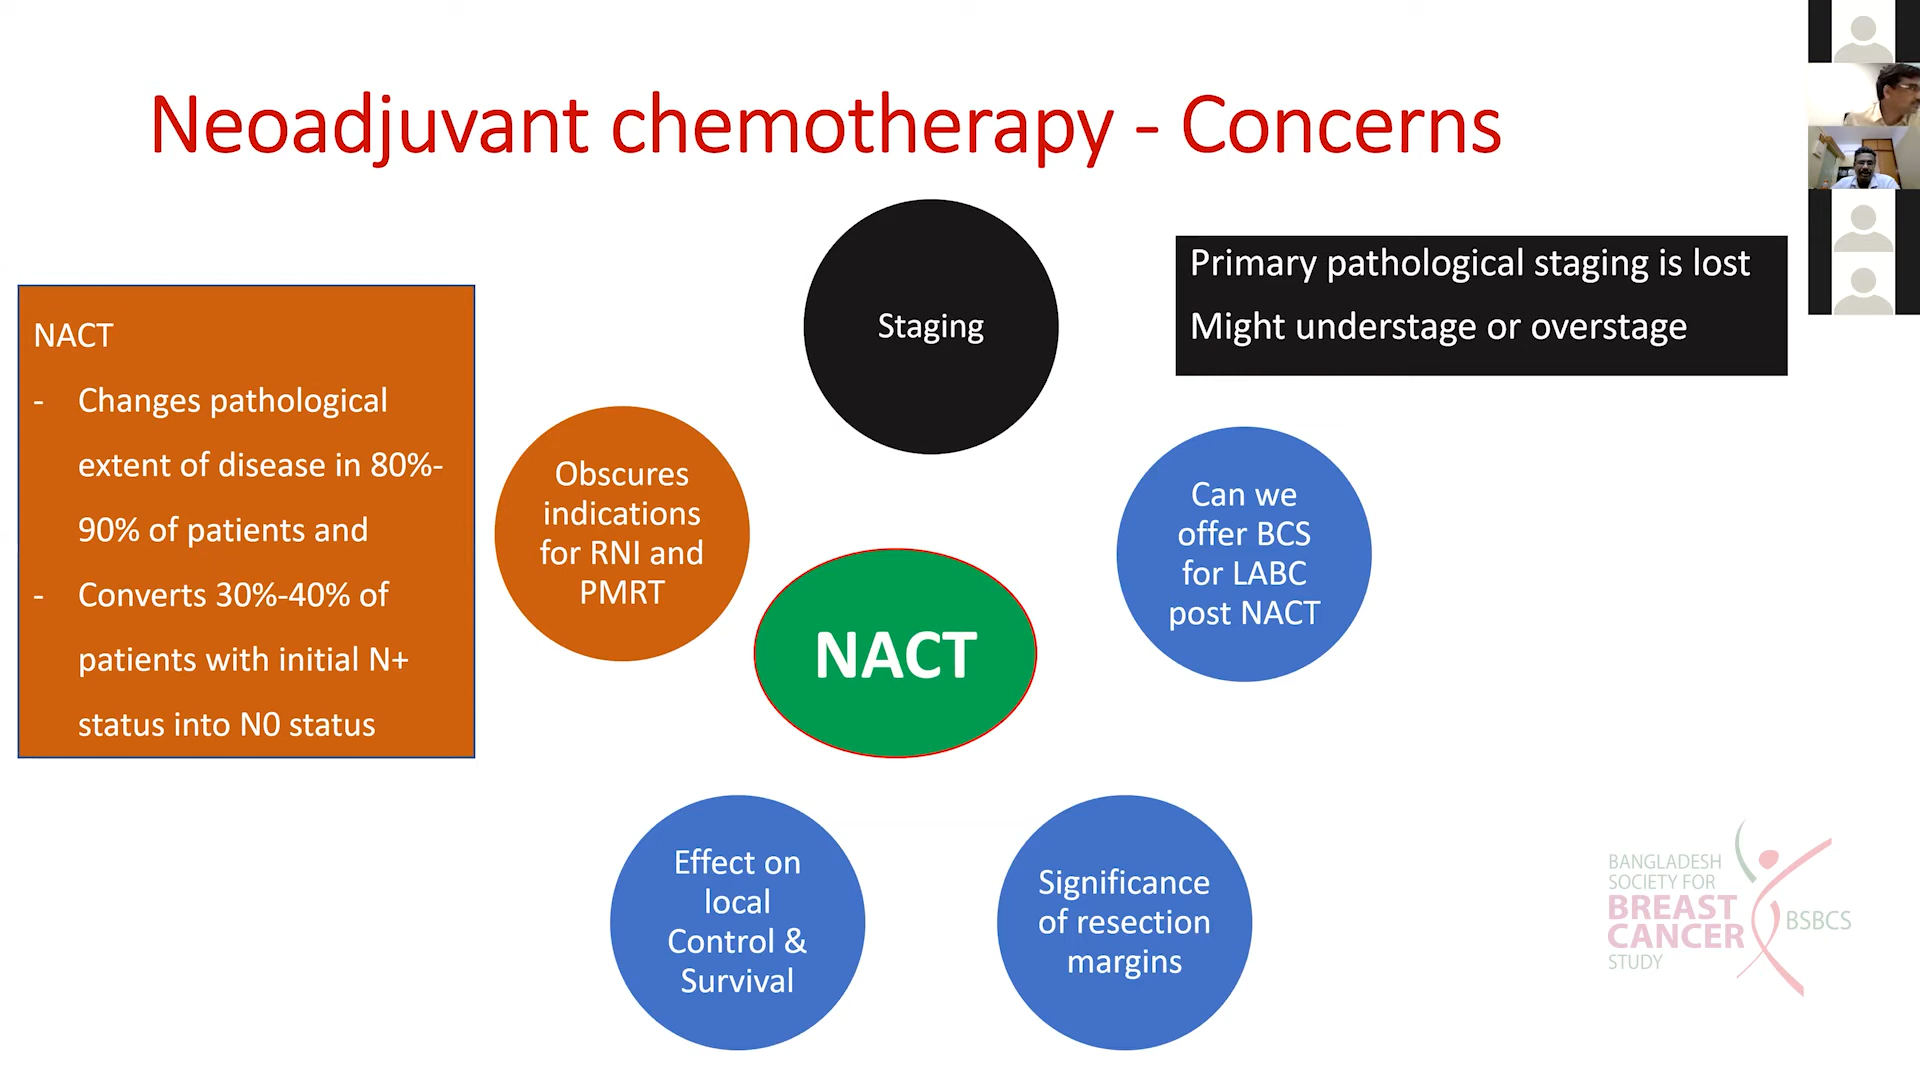 Neoadjuvant chemotherapy - Concerns
Staging
Primary pathological staging is lost
Might understage or overstage
NACT
- Changes pathological
extent of disease in 80%-
90% of patients and
- Converts 30%-40% of
patients with initial N+
status into N0 status
Obscures
indications
for RNI and
PMRT
Can we
offer BCS
for LABC
post NACT
NACT
Effect on
local
Control &
Survival
Significance
of resection
margins
BANGLADESH
SOCIETY FOR
BREAST
CANCER
STUDY
BSBCS